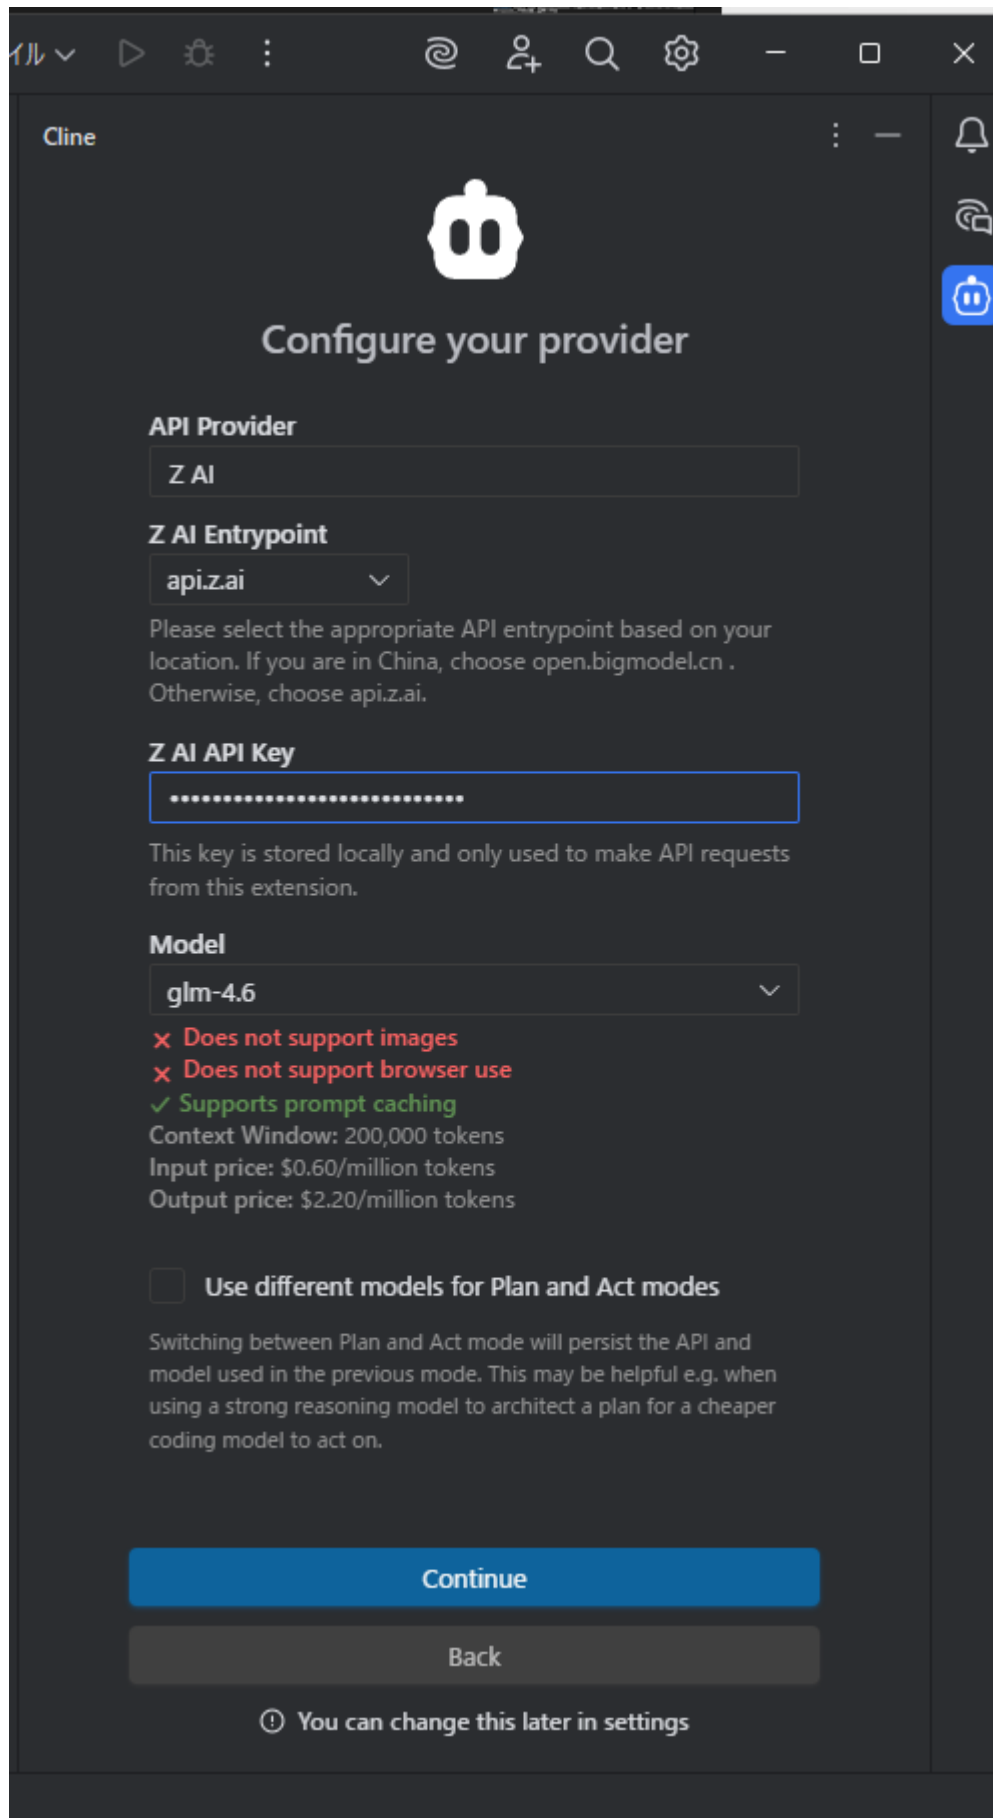 イル
Cline
Configure your provider
API Provider
Z AI
Z AI Entrypoint
api.z.ai
Please select the appropriate API entrypoint based on your
location. If you are in China, choose open.bigmodel.cn .
Otherwise, choose api.z.ai.
Z AI API Key
••••••••••••••••••••••••••••
This key is stored locally and only used to make API requests
from this extension.
Model
glm-4.6
Does not support images
Does not support browser use
Supports prompt caching
Context Window: 200,000 tokens
Input price: $0.60/million tokens
Output price: $2.20/million tokens
Use different models for Plan and Act modes
Switching between Plan and Act mode will persist the API and
model used in the previous mode. This may be helpful e.g. when
using a strong reasoning model to architect a plan for a cheaper
coding model to act on.
Continue
Back
You can change this later in settings